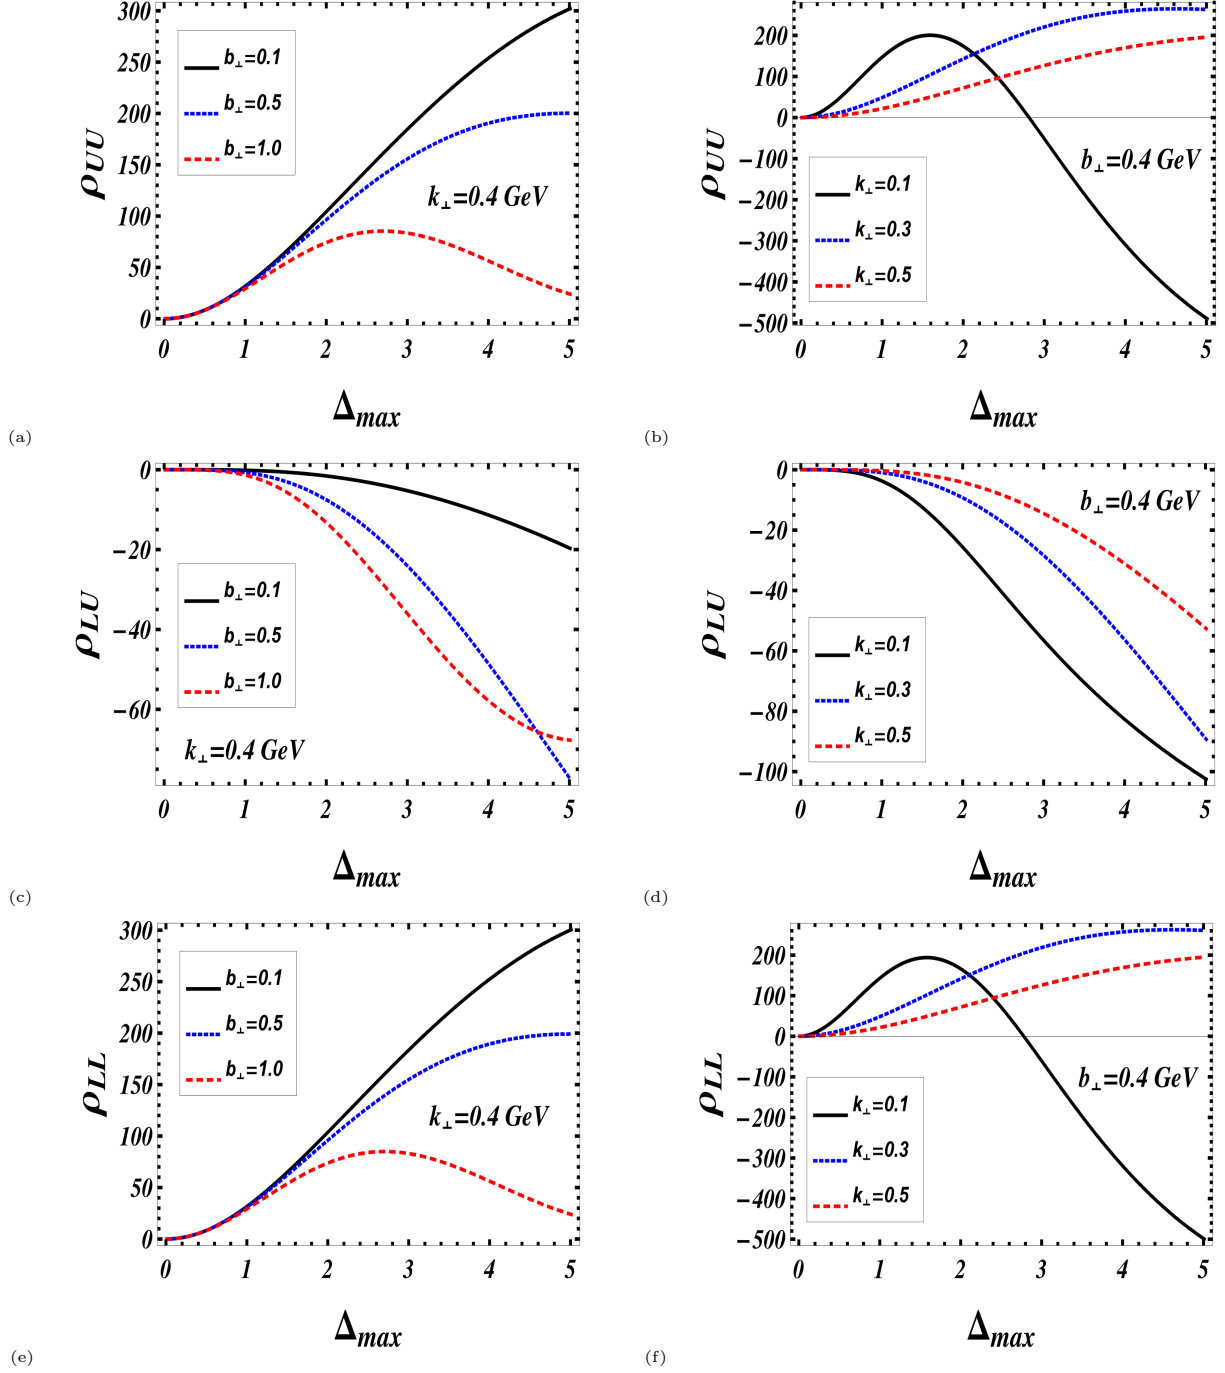 300
250
200
150
100
50
0
ρUU
b⊥=0.1
b⊥=0.5
b⊥=1.0
k⊥=0.4 GeV
0 1 2 3 4 5
Δmax
(a)
200
100
0
−100
−200
−300
−400
−500
ρUU
b⊥=0.4 GeV
k⊥=0.1
k⊥=0.3
k⊥=0.5
0 1 2 3 4 5
Δmax
(b)
0
−20
−40
−60
ρLU
b⊥=0.1
b⊥=0.5
b⊥=1.0
k⊥=0.4 GeV
0 1 2 3 4 5
Δmax
(c)
0
−20
−40
−60
−80
−100
ρLU
b⊥=0.4 GeV
k⊥=0.1
k⊥=0.3
k⊥=0.5
0 1 2 3 4 5
Δmax
(d)
300
250
200
150
100
50
0
ρLL
b⊥=0.1
b⊥=0.5
b⊥=1.0
k⊥=0.4 GeV
0 1 2 3 4 5
Δmax
(e)
200
100
0
−100
−200
−300
−400
−500
ρLL
b⊥=0.4 GeV
k⊥=0.1
k⊥=0.3
k⊥=0.5
0 1 2 3 4 5
Δmax
(f)